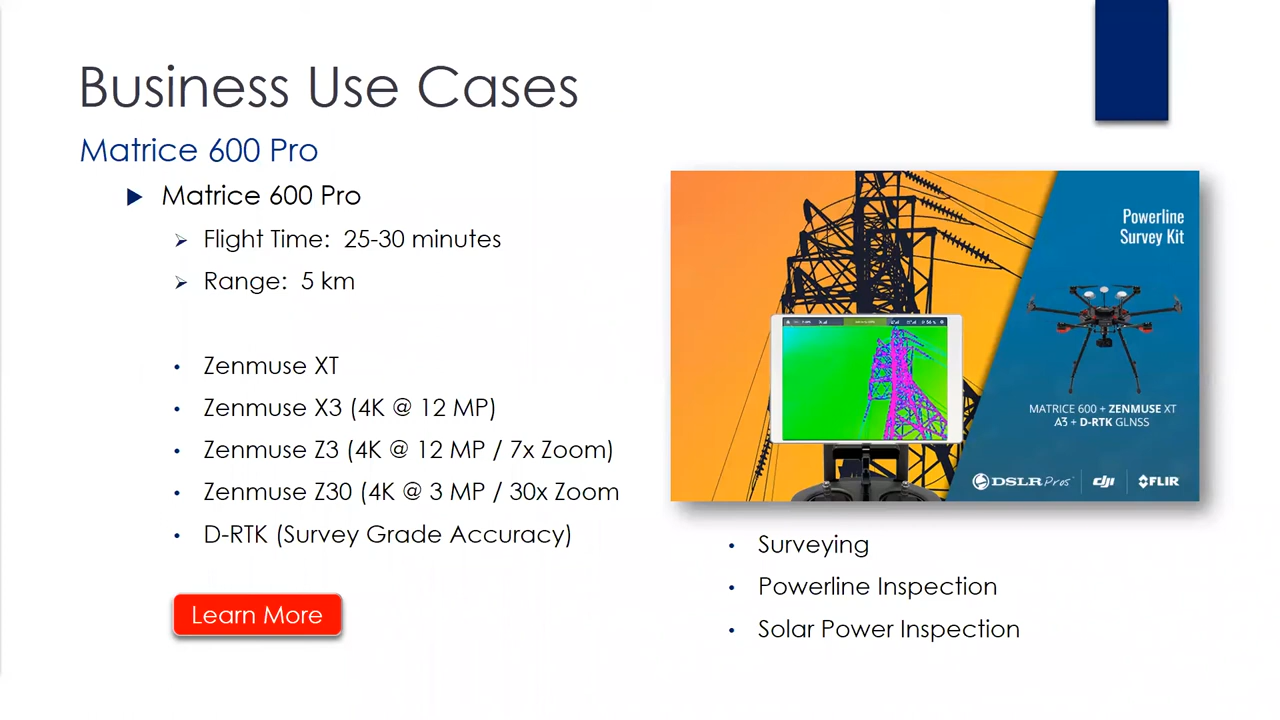 Business Use Cases
Matrice 600 Pro
Matrice 600 Pro
Flight Time: 25-30 minutes
Range: 5 km
Zenmuse XT
Zenmuse X3 (4K @ 12 MP)
Zenmuse Z3 (4K @ 12 MP / 7x Zoom)
Zenmuse Z30 (4K @ 3 MP / 30x Zoom
D-RTK (Survey Grade Accuracy)
Learn More
Powerline
Survey Kit
MATRICE 600 + ZENMUSE XT
A3 + D-RTK GLNSS
DSLRPros dji FLIR
Surveying
Powerline Inspection
Solar Power Inspection